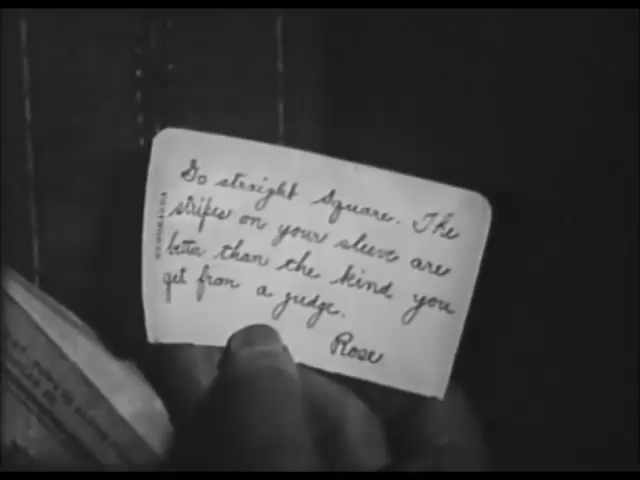 Go straight Square. The
stripes on your sleeve are
better than the kind you
get from a judge.
Rose